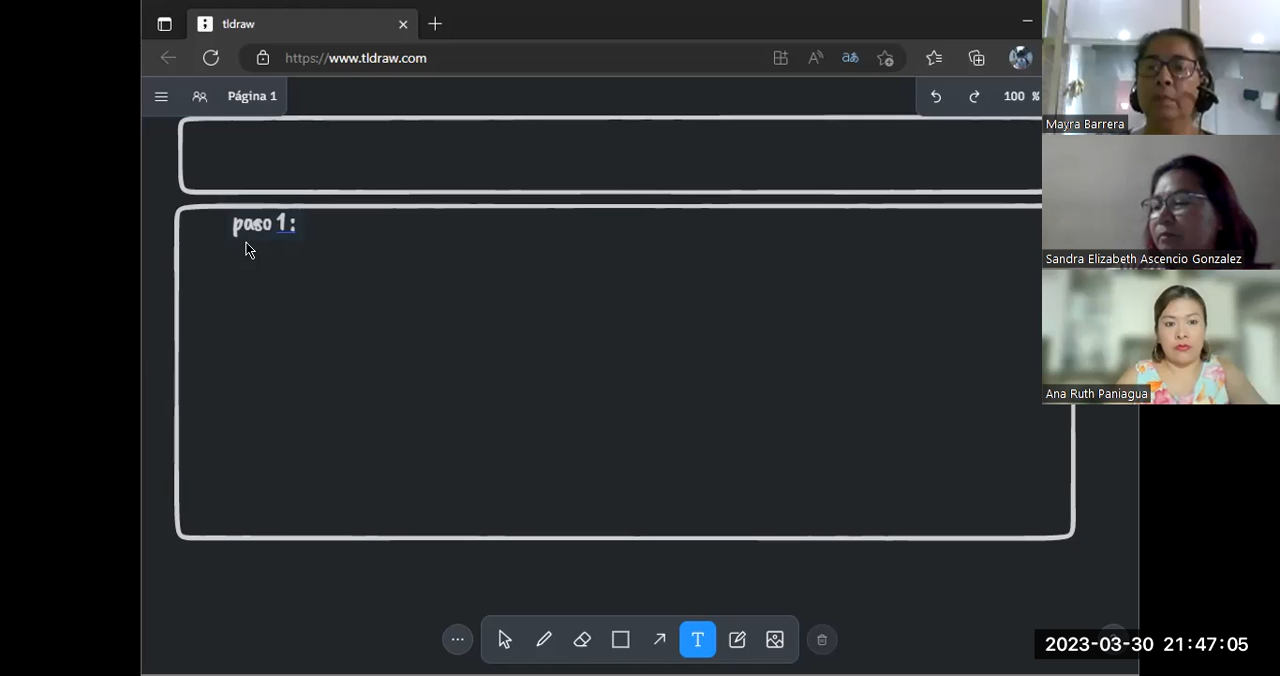 tldraw
https://www.tldraw.com
Página 1
100 %
paso 1:
Mayra Barrera
Sandra Elizabeth Ascencio Gonzalez
Ana Ruth Paniagua
T
2023-03-30 21:47:05